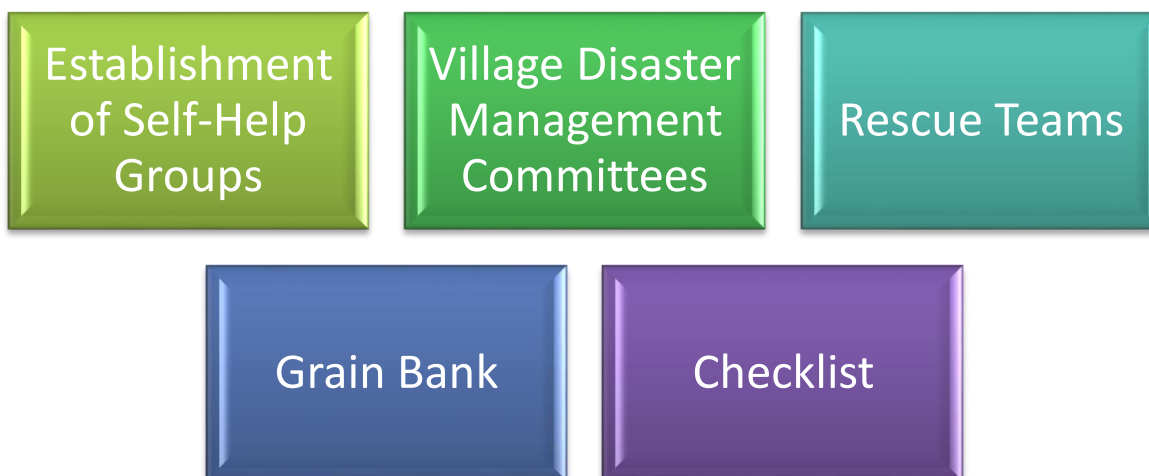 Establishment
of Self-Help
Groups
Village Disaster
Management
Committees
Rescue Teams
Grain Bank
Checklist